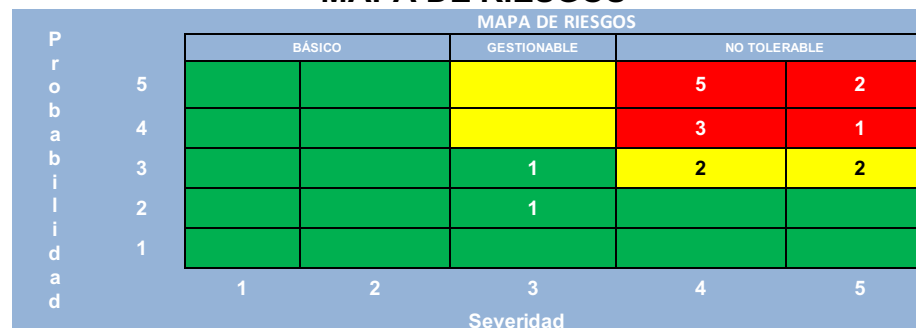 MAPA DE RIESGOS
BÁSICO GESTIONABLE NO TOLERABLE
5 5 2
4 3 1
3 1 2 2
2 1
1
1 2 3 4 5
Severidad
Probabilidad